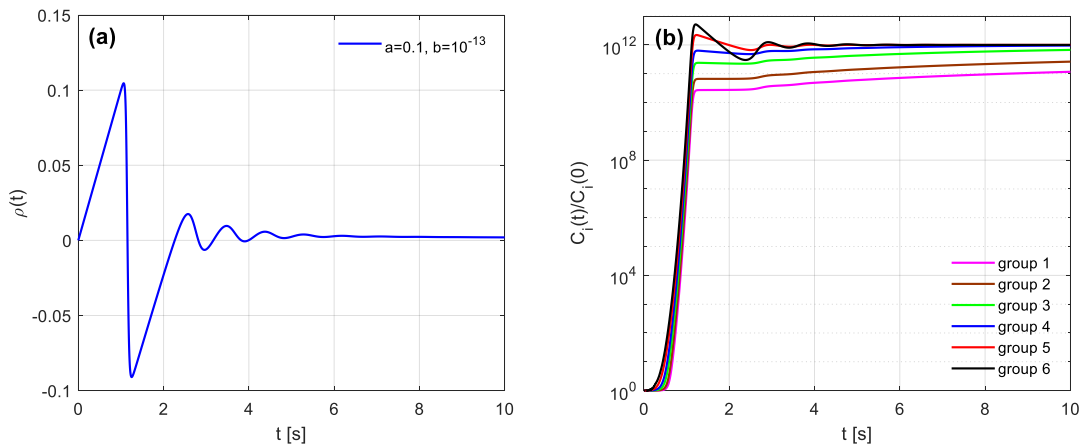 (a)
a=0.1, b=10^-13
0.15
0.1
0.05
0
-0.05
-0.1
ρ(t)
0 2 4 6 8 10
t [s]
(b)
10^12
10^8
10^4
10^0
C_i(t)/C_i(0)
group 1
group 2
group 3
group 4
group 5
group 6
0 2 4 6 8 10
t [s]